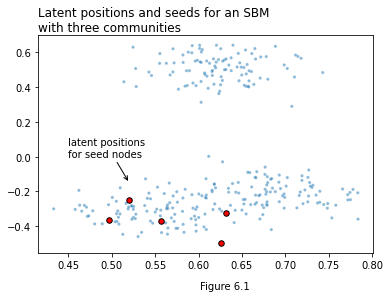 Latent positions and seeds for an SBM
with three communities
0.6
0.4
0.2
0.0
−0.2
−0.4
latent positions
for seed nodes
0.45 0.50 0.55 0.60 0.65 0.70 0.75 0.80
Figure 6.1